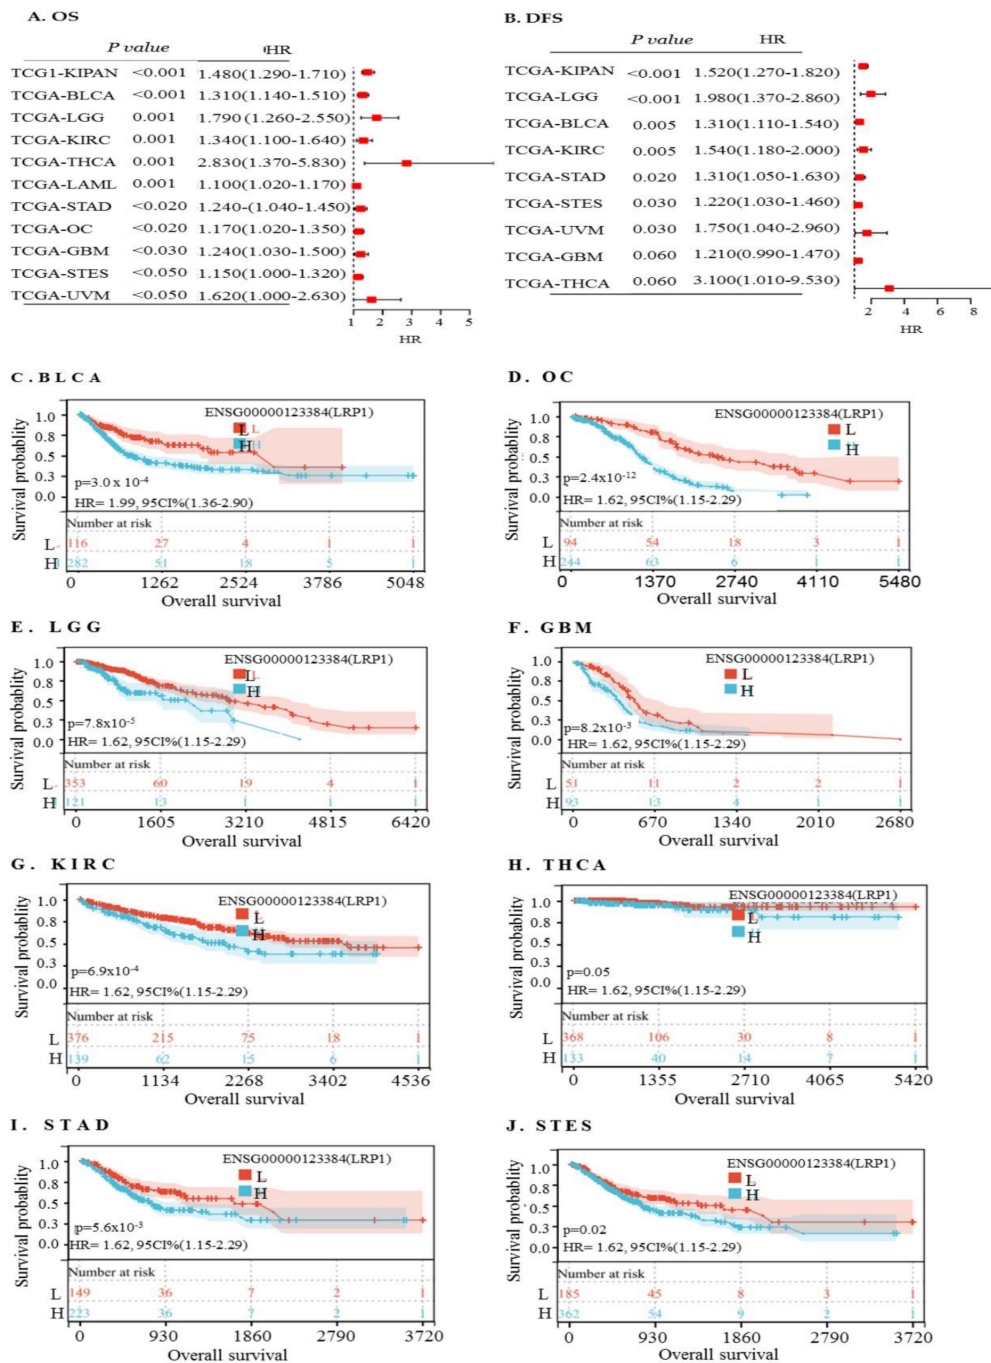 A. OS
P value HR
TCG1-KIPAN <0.001 1.480(1.290-1.710)
TCGA-BLCA <0.001 1.310(1.140-1.510)
TCGA-LGG 0.001 1.790 (1.260-2.550)
TCGA-KIRC 0.001 1.340(1.100-1.640)
TCGA-THCA 0.001 2.830(1.370-5.830)
TCGA-LAML 0.001 1.100(1.020-1.170)
TCGA-STAD <0.020 1.240-(1.040-1.450)
TCGA-OC <0.020 1.170(1.020-1.350)
TCGA-GBM <0.030 1.240(1.030-1.500)
TCGA-STES <0.050 1.150(1.000-1.320)
TCGA-UVM <0.050 1.620(1.000-2.630)
1 2 3 4 5
HR
B. DFS
P value HR
TCGA-KIPAN <0.001 1.520(1.270-1.820)
TCGA-LGG <0.001 1.980(1.370-2.860)
TCGA-BLCA 0.005 1.310(1.110-1.540)
TCGA-KIRC 0.005 1.540(1.180-2.000)
TCGA-STAD 0.020 1.310(1.050-1.630)
TCGA-STES 0.030 1.220(1.030-1.460)
TCGA-UVM 0.030 1.750(1.040-2.960)
TCGA-GBM 0.060 1.210(0.990-1.470)
TCGA-THCA 0.060 3.100(1.010-9.530)
2 4 6 8
HR
C. BLCA
Survival probablity
1.0
0.8
0.5
0.3
0.0
ENSG00000123384(LRP1)
L
H
p=3.0 x 10-4
HR= 1.99, 95CI%(1.36-2.90)
Number at risk
L 116 27 4 1 1
H 282 51 18 5 1
0 1262 2524 3786 5048
Overall survival
D. OC
Survival probablity
1.0
0.8
0.5
0.3
0.0
ENSG00000123384(LRP1)
L
H
p=2.4x10-12
HR= 1.62, 95CI%(1.15-2.29)
Number at risk
L 94 54 18 3 1
H 244 63 6 1 1
0 1370 2740 4110 5480
Overall survival
E. LGG
Survival probablity
1.0
0.8
0.5
0.3
0.0
ENSG00000123384(LRP1)
L
H
p=7.8x10-5
HR= 1.62, 95CI%(1.15-2.29)
Number at risk
L 353 60 19 4 1
H 121 13 1 1 1
0 1605 3210 4815 6420
Overall survival
F. GBM
Survival probablity
1.0
0.8
0.5
0.3
0.0
ENSG00000123384(LRP1)
L
H
p=8.2x10-3
HR= 1.62, 95CI%(1.15-2.29)
Number at risk
L 51 11 2 2 1
H 93 13 4 1 1
0 670 1340 2010 2680
Overall survival
G. KIRC
Survival probablity
1.0
0.8
0.5
0.3
0.0
ENSG00000123384(LRP1)
L
H
p=6.9x10-4
HR= 1.62, 95CI%(1.15-2.29)
Number at risk
L 376 215 75 18 1
H 139 62 15 6 1
0 1134 2268 3402 4536
Overall survival
H. THCA
Survival probablity
1.0
0.8
0.5
0.3
0.0
ENSG00000123384(LRP1)
L
H
p=0.05
HR= 1.62, 95CI%(1.15-2.29)
Number at risk
L 368 106 30 8 1
H 133 40 14 7 1
0 1355 2710 4065 5420
Overall survival
I. STAD
Survival probablity
1.0
0.8
0.5
0.3
0.0
ENSG00000123384(LRP1)
L
H
p=5.6x10-3
HR= 1.62, 95CI%(1.15-2.29)
Number at risk
L 149 36 7 2 1
H 223 36 7 2 1
0 930 1860 2790 3720
Overall survival
J. STES
Survival probablity
1.0
0.8
0.5
0.3
0.0
ENSG00000123384(LRP1)
L
H
p=0.02
HR= 1.62, 95CI%(1.15-2.29)
Number at risk
L 185 45 8 3 1
H 362 54 9 2 1
0 930 1860 2790 3720
Overall survival